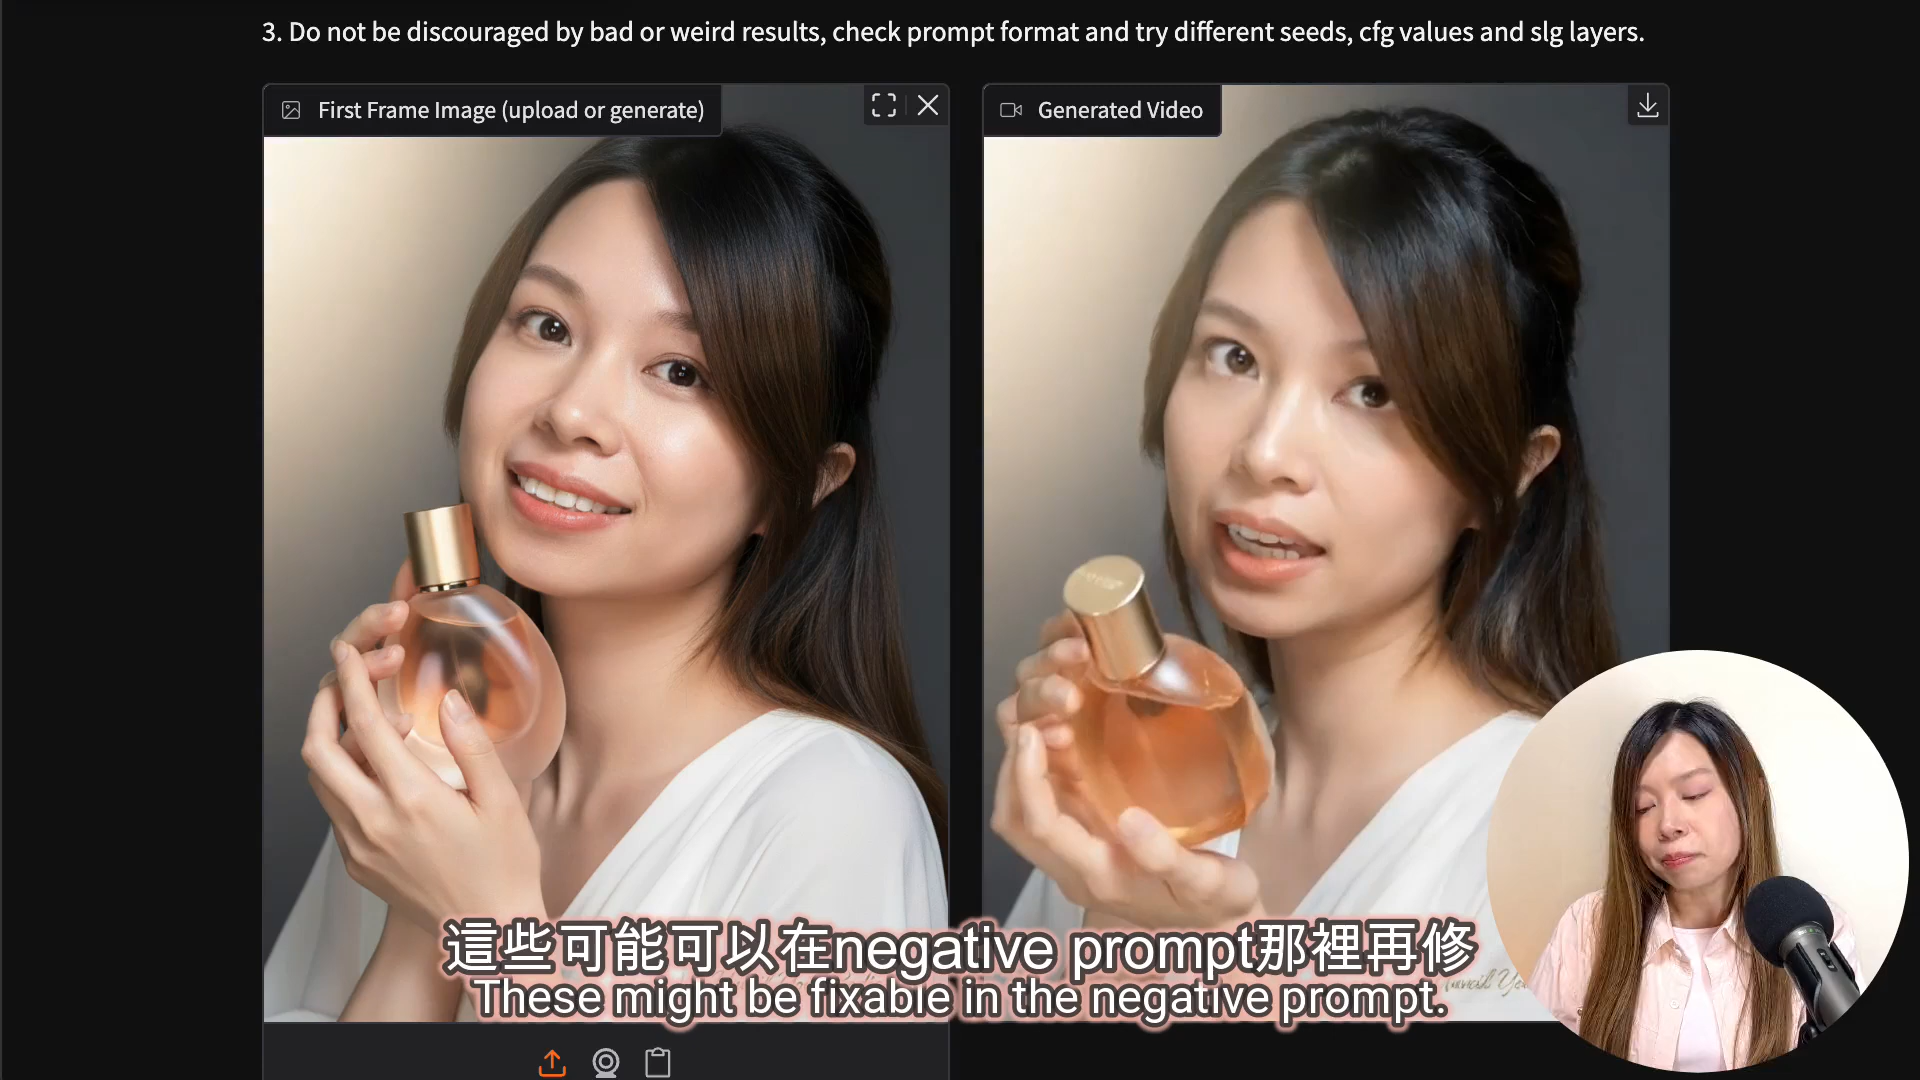 3. Do not be discouraged by bad or weird results, check prompt format and try different seeds, cfg values and slg layers.
First Frame Image (upload or generate)
Generated Video
這些可能可以在negative prompt那裡再修
These might be fixable in the negative prompt.